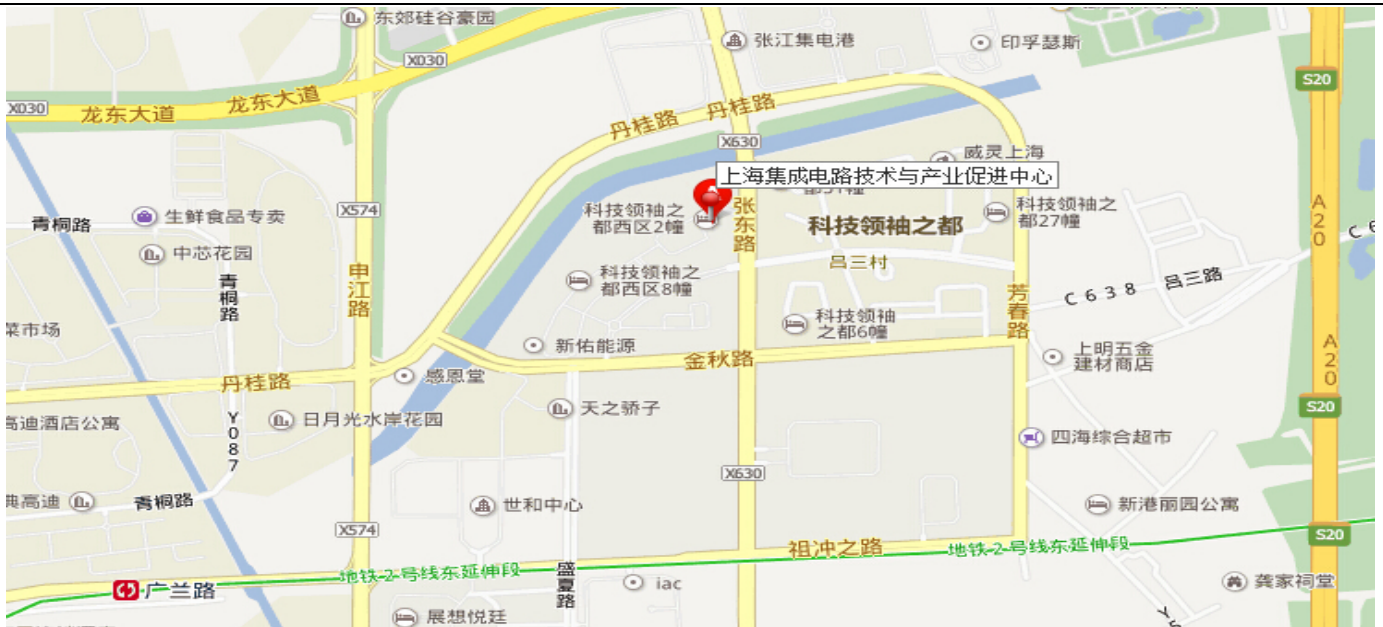 东郊硅谷豪园
张江集电港
印孚瑟斯
X030
S20
X030
龙东大道
龙东大道
丹桂路
丹桂路
X630
威灵上海
上海集成电路技术与产业促进中心
青桐路
生鲜食品专卖
X574
科技领袖之
都西区2幢
张东路
科技领袖之都
科技领袖之
都27幢
A20
中芯花园
吕三村
青桐路
申江路
科技领袖之
都西区8幢
C638
吕三路
芳春路
菜市场
科技领袖
之都6幢
新佑能源
金秋路
上明五金
建材商店
A20
丹桂路
感恩堂
S20
高迪酒店公寓
Y087
日月光水岸花园
天之骄子
四海综合超市
X630
典高迪
青桐路
世和中心
新港丽园公寓
X574
祖冲之路
地铁2号线东延伸段
S20
地铁2号线东延伸段
广兰路
盛夏路
iac
龚家祠堂
展想悦廷